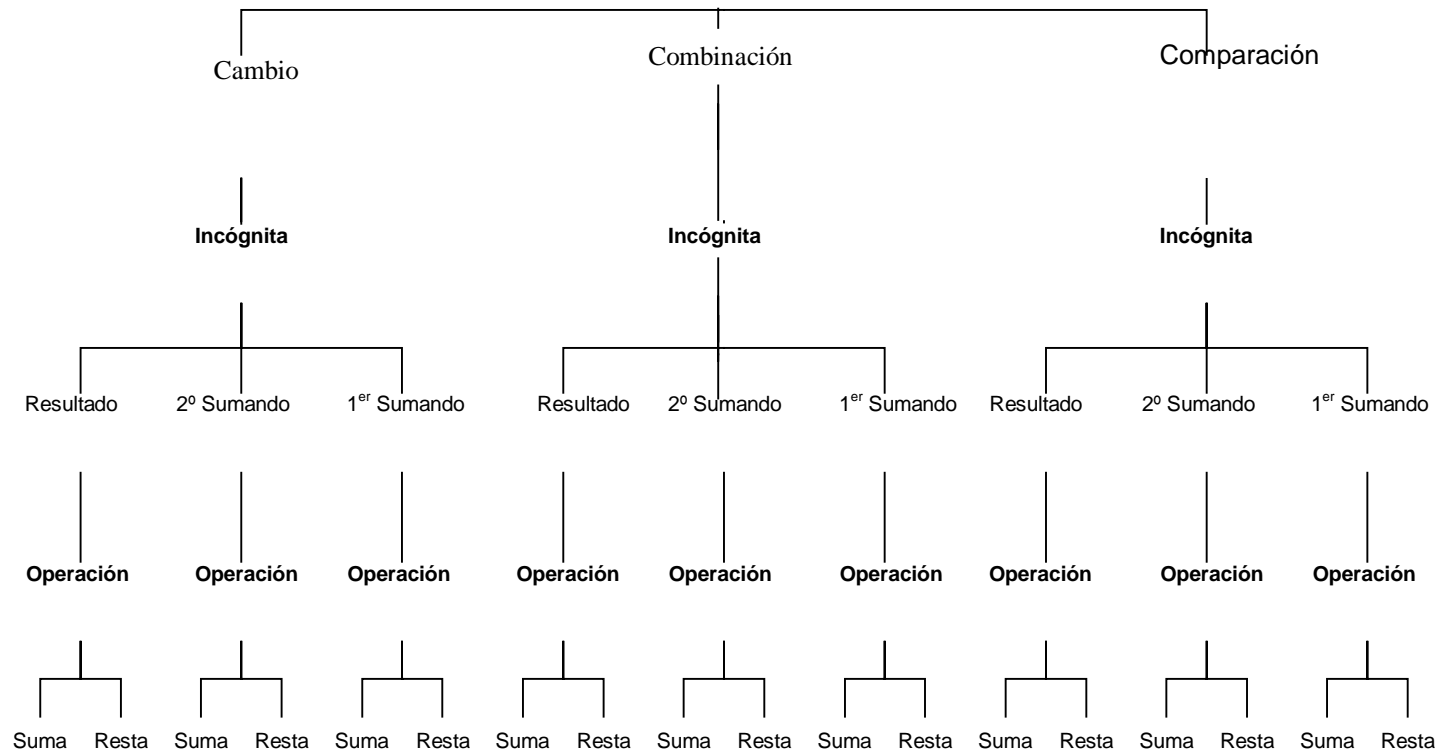 Cambio Combinación Comparación
Incógnita Incógnita Incógnita
Resultado 2º Sumando 1er Sumando Resultado 2º Sumando 1er Sumando Resultado 2º Sumando 1er Sumando
Operación Operación Operación Operación Operación Operación Operación Operación Operación
Suma Resta Suma Resta Suma Resta Suma Resta Suma Resta Suma Resta Suma Resta Suma Resta Suma Resta